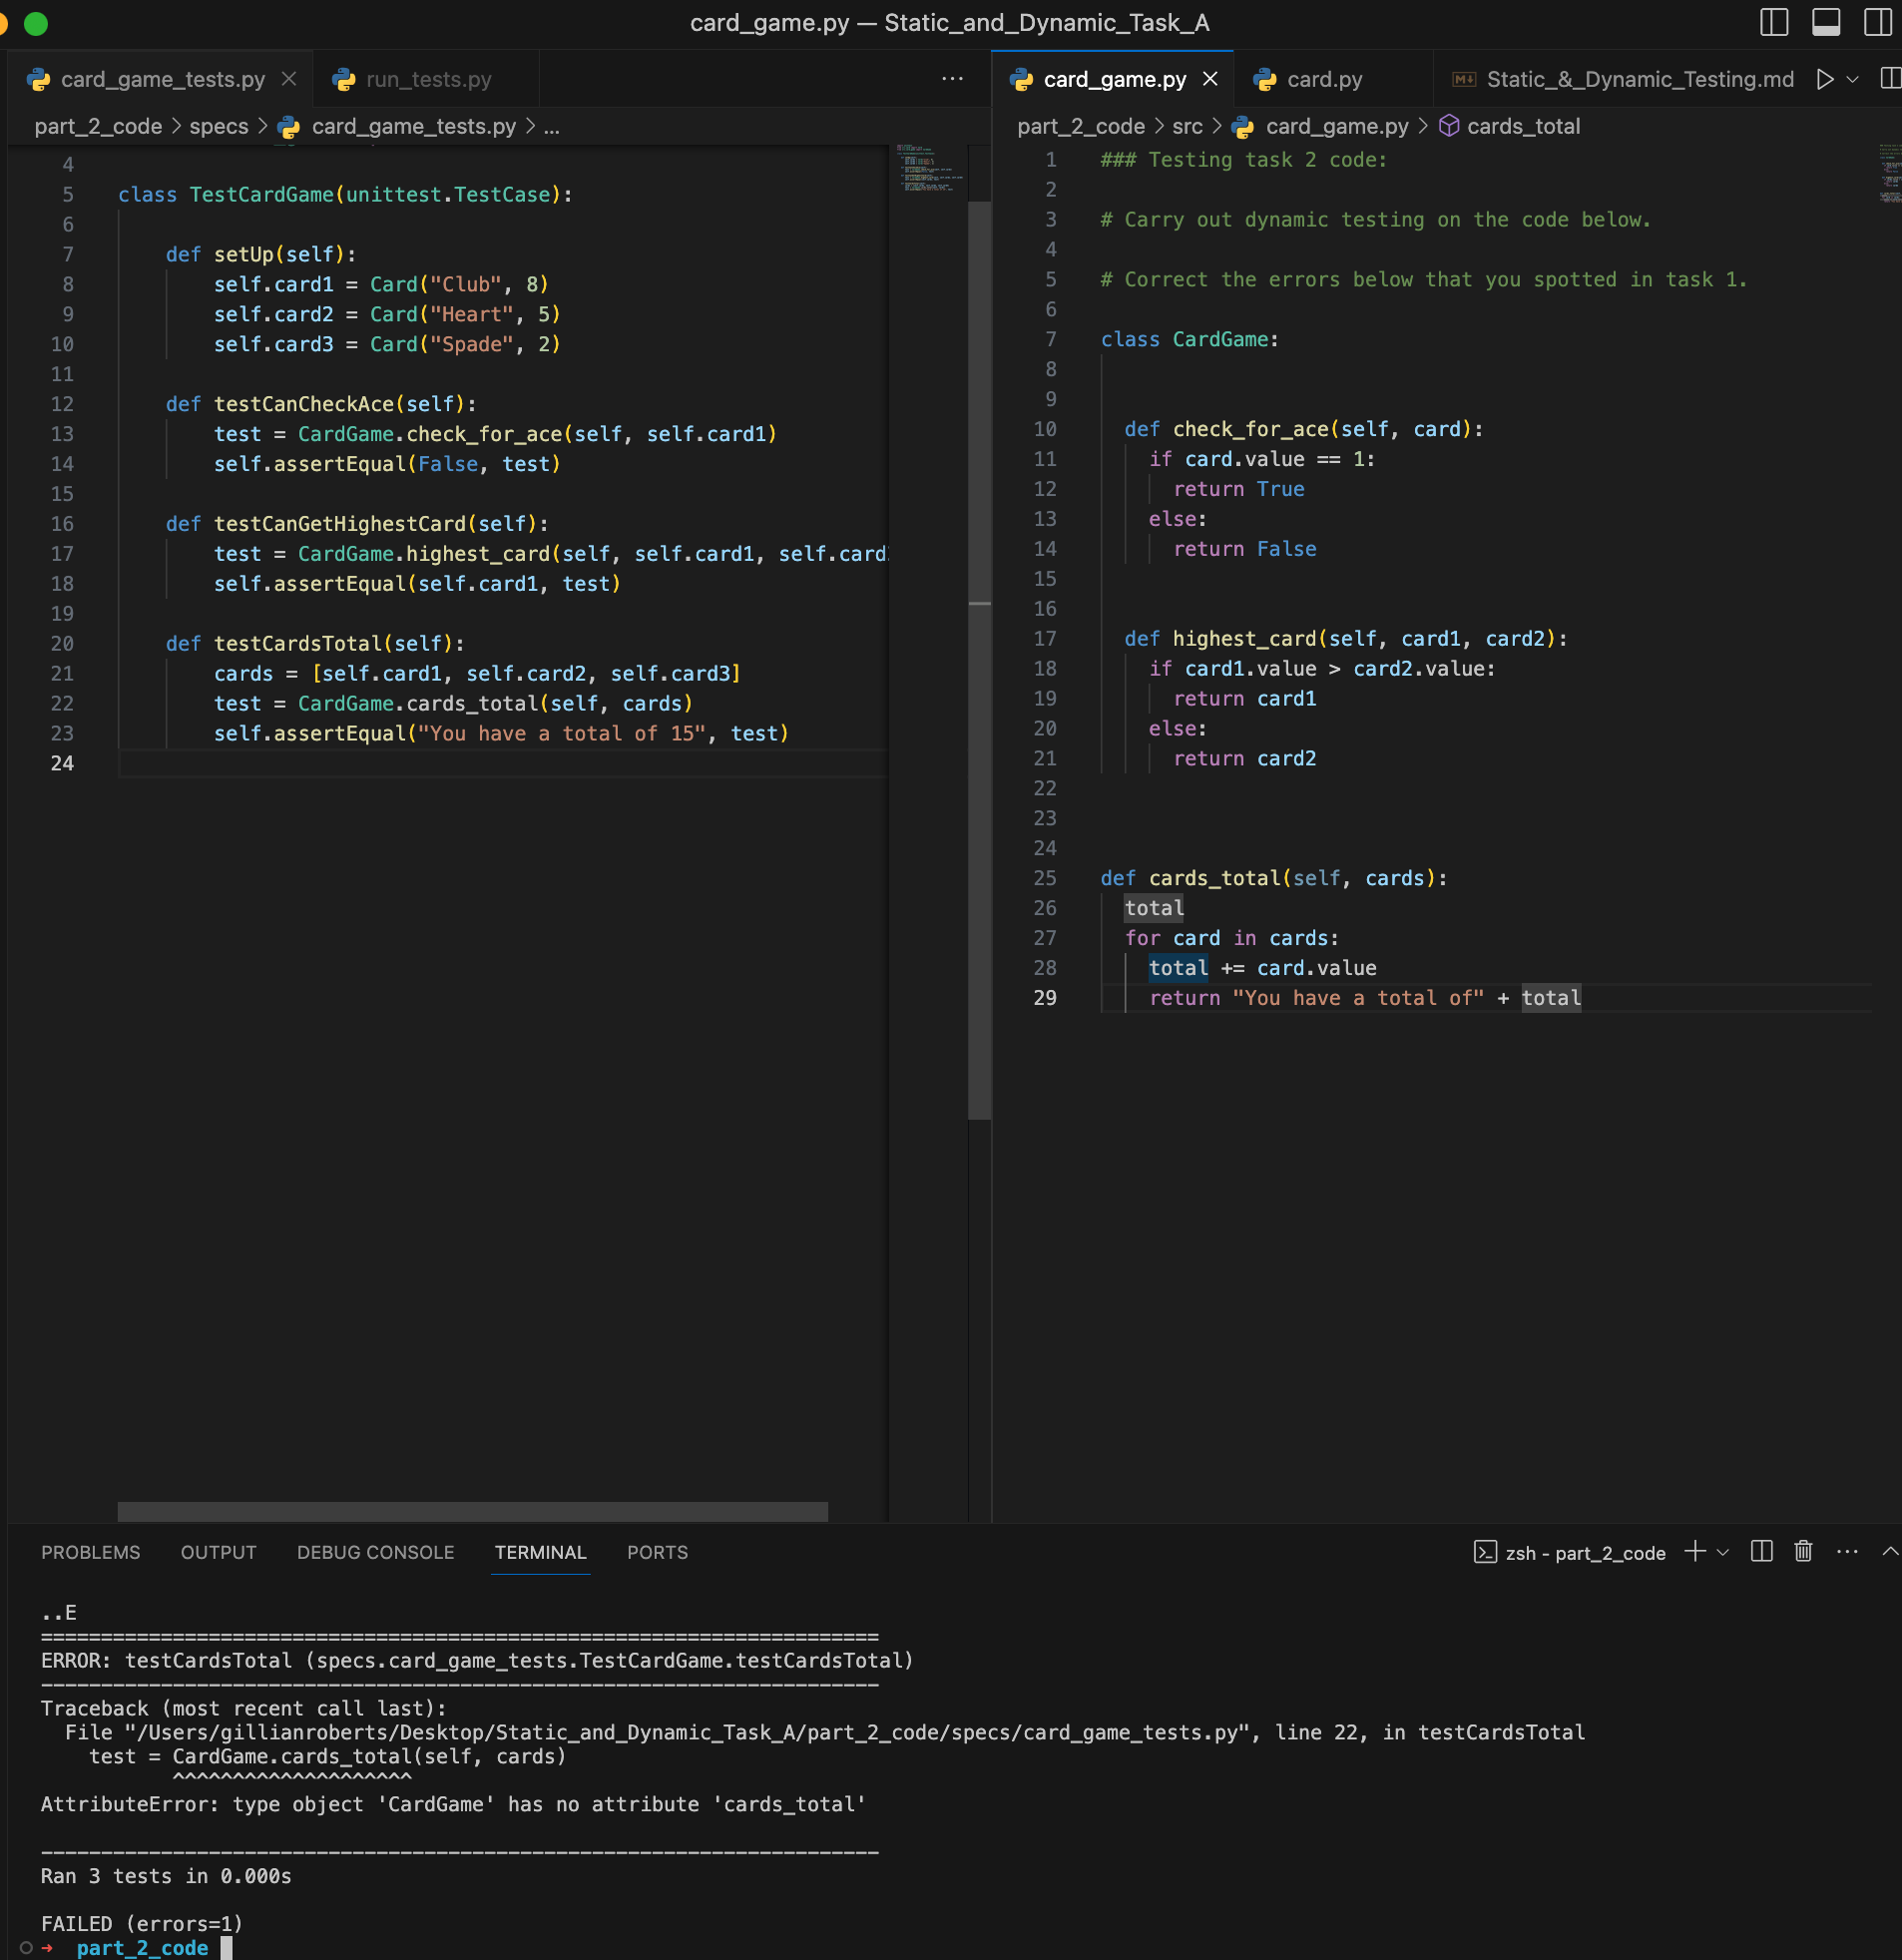 card_game.py — Static_and_Dynamic_Task_A
card_game_tests.py
run_tests.py
part_2_code > specs > card_game_tests.py > ...
4
5 class TestCardGame(unittest.TestCase):
6
7 def setUp(self):
8 self.card1 = Card("Club", 8)
9 self.card2 = Card("Heart", 5)
10 self.card3 = Card("Spade", 2)
11
12 def testCanCheckAce(self):
13 test = CardGame.check_for_ace(self, self.card1)
14 self.assertEqual(False, test)
15
16 def testCanGetHighestCard(self):
17 test = CardGame.highest_card(self, self.card1, self.card
18 self.assertEqual(self.card1, test)
19
20 def testCardsTotal(self):
21 cards = [self.card1, self.card2, self.card3]
22 test = CardGame.cards_total(self, cards)
23 self.assertEqual("You have a total of 15", test)
24
card_game.py
card.py
Static_&_Dynamic_Testing.md
part_2_code > src > card_game.py > cards_total
1 ### Testing task 2 code:
2
3 # Carry out dynamic testing on the code below.
4
5 # Correct the errors below that you spotted in task 1.
6
7 class CardGame:
8
9
10 def check_for_ace(self, card):
11 if card.value == 1:
12 return True
13 else:
14 return False
15
16
17 def highest_card(self, card1, card2):
18 if card1.value > card2.value:
19 return card1
20 else:
21 return card2
22
23
24
25 def cards_total(self, cards):
26 total
27 for card in cards:
28 total += card.value
29 return "You have a total of" + total
PROBLEMS OUTPUT DEBUG CONSOLE TERMINAL PORTS
zsh - part_2_code
..E
======================================================================
ERROR: testCardsTotal (specs.card_game_tests.TestCardGame.testCardsTotal)
----------------------------------------------------------------------
Traceback (most recent call last):
File "/Users/gillianroberts/Desktop/Static_and_Dynamic_Task_A/part_2_code/specs/card_game_tests.py", line 22, in testCardsTotal
test = CardGame.cards_total(self, cards)
^^^^^^^^^^^^^^^^^^^^
AttributeError: type object 'CardGame' has no attribute 'cards_total'
----------------------------------------------------------------------
Ran 3 tests in 0.000s
FAILED (errors=1)
part_2_code